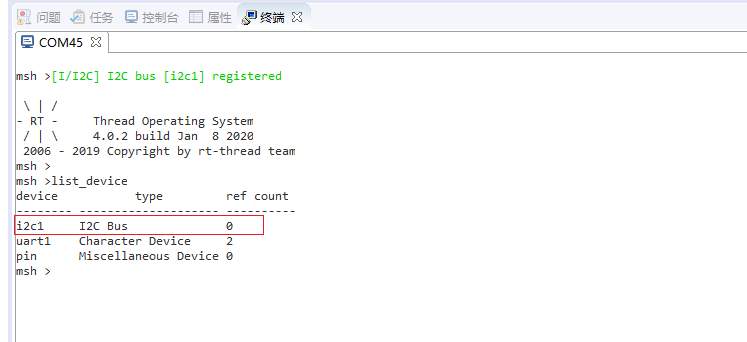 问题 任务 控制台 属性 终端
COM45
msh >[I/I2C] I2C bus [i2c1] registered
\ | /
- RT -     Thread Operating System
/ | \     4.0.2 build Jan  8 2020
2006 - 2019 Copyright by rt-thread team
msh >
msh >list_device
device           type         ref count
-------- -------------------- ----------
i2c1     I2C Bus              0
uart1    Character Device     2
pin      Miscellaneous Device 0
msh >